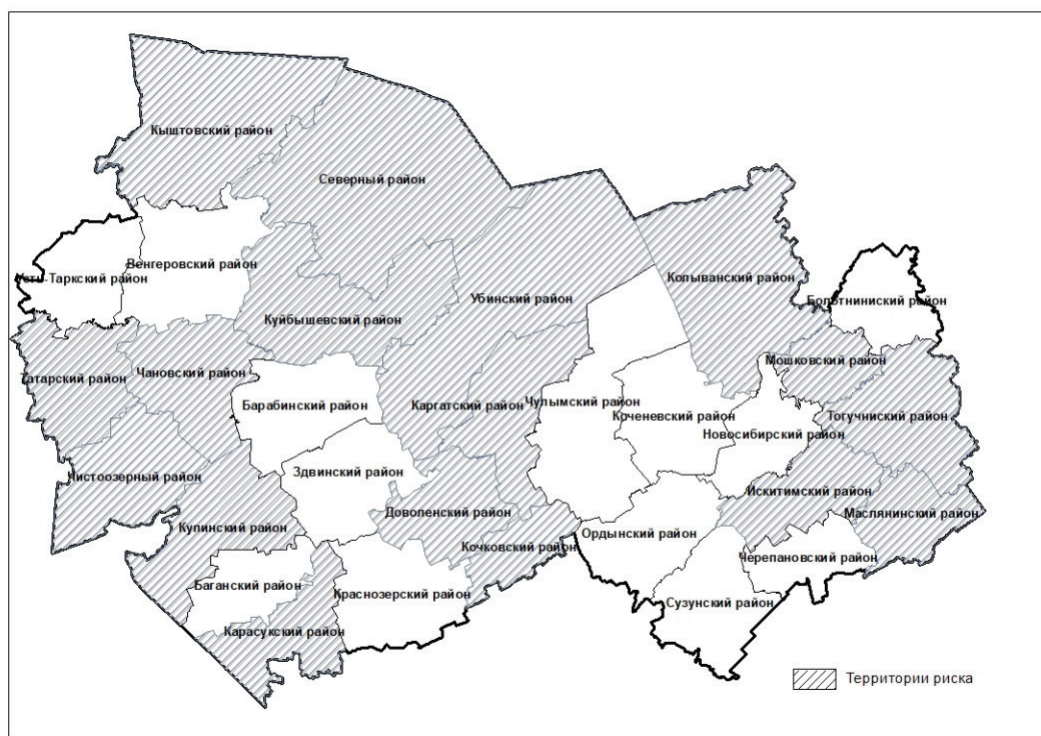 Кыштовский район
Северный район
Венгеровский район
Усть-Таркский район
Убинский район
Колыванский район
Болотнинский район
Куйбышевский район
Мошковский район
Татарский район
Чановский район
Барабинский район
Каргатский район
Чулымский район
Коченевский район
Тогучниский район
Новосибирский район
Чистоозерный район
Здвинский район
Искитимский район
Доволенский район
Маслянинский район
Купинский район
Кочковский район
Ордынский район
Черепановский район
Баганский район
Краснозерский район
Сузунский район
Карасукский район
Территории риска